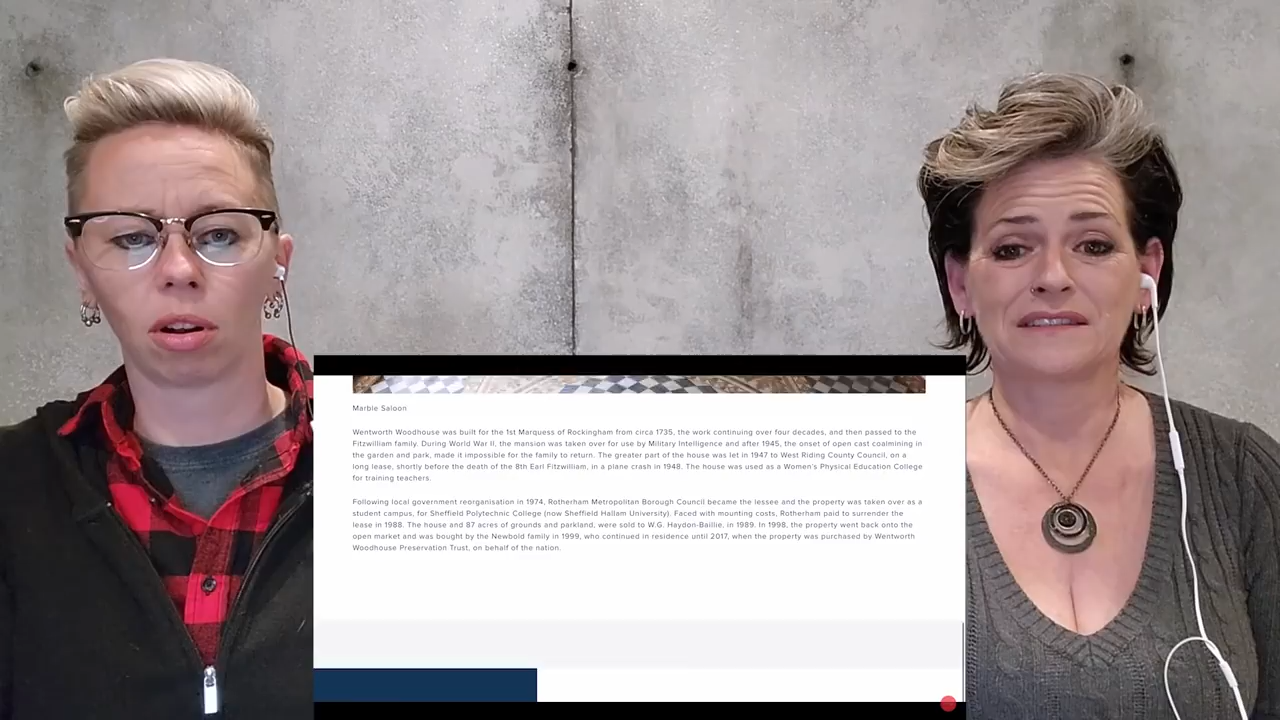 Marble Saloon
Wentworth Woodhouse was built for the 1st Marquess of Rockingham from circa 1735, the work continuing over four decades, and then passed to the
Fitzwilliam family. During World War II, the mansion was taken over for use by Military Intelligence and after 1945, the onset of open cast coalmining in
the garden and park, made it impossible for the family to return. The greater part of the house was let in 1947 to West Riding County Council, on a
long lease, shortly before the death of the 8th Earl Fitzwilliam, in a plane crash in 1948. The house was used as a Women's Physical Education College
for training teachers.
Following local government reorganisation in 1974, Rotherham Metropolitan Borough Council became the lessee and the property was taken over as a
student campus, for Sheffield Polytechnic College (now Sheffield Hallam University). Faced with mounting costs, Rotherham paid to surrender the
lease in 1988. The house and 87 acres of grounds and parkland, were sold to W.G. Haydon-Baillie, in 1989. In 1998, the property went back onto the
open market and was bought by the Newbold family in 1999, who continued in residence until 2017, when the property was purchased by Wentworth
Woodhouse Preservation Trust, on behalf of the nation.